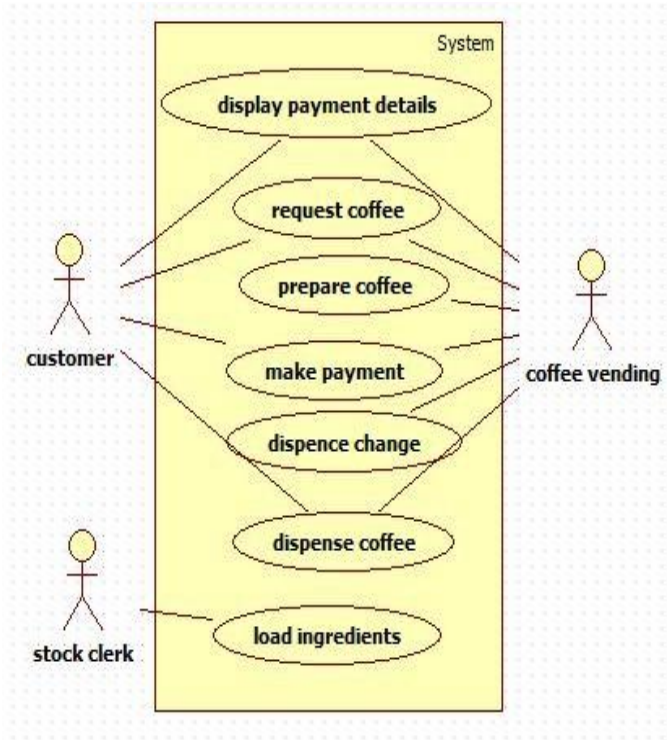 System
display payment details
request coffee
prepare coffee
customer
make payment
coffee vending
dispence change
dispense coffee
load ingredients
stock clerk